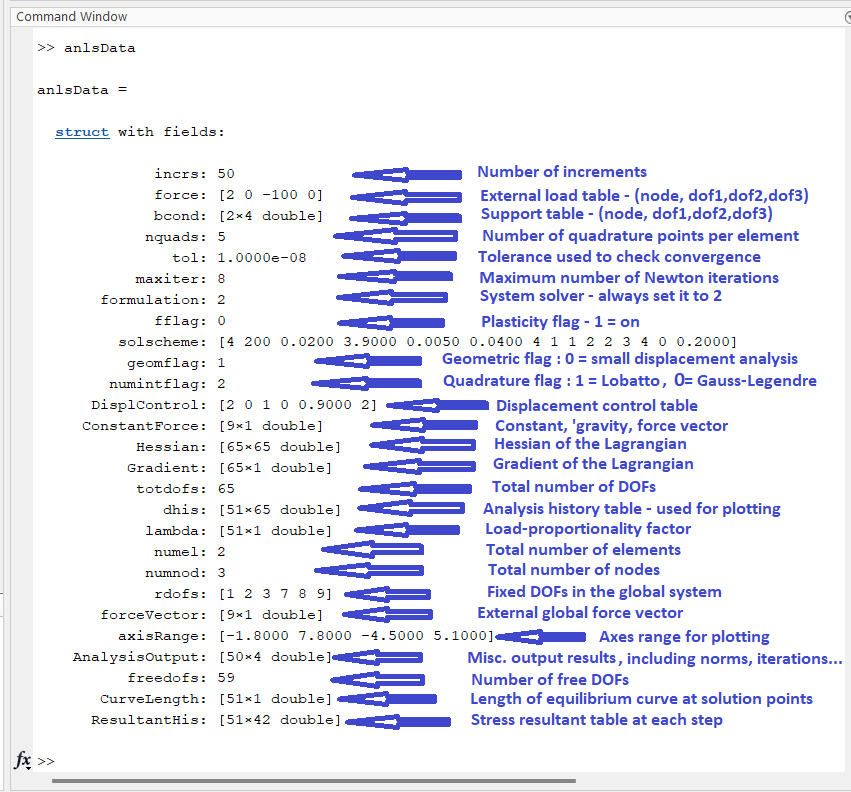 Command Window
>> anlsData
anlsData =
struct with fields:
incrs: 50 Number of increments
force: [2 0 -100 0] External load table - (node, dof1,dof2,dof3)
bcond: [2×4 double] Support table - (node, dof1,dof2,dof3)
nquads: 5 Number of quadrature points per element
tol: 1.0000e-08 Tolerance used to check convergence
maxiter: 8 Maximum number of Newton iterations
formulation: 2 System solver - always set it to 2
fflag: 0 Plasticity flag - 1 = on
solscheme: [4 200 0.0200 3.9000 0.0050 0.0400 4 1 1 2 2 3 4 0 0.2000]
geomflag: 1 Geometric flag : 0 = small displacement analysis
numintflag: 2 Quadrature flag : 1 = Lobatto , 0= Gauss-Legendre
DisplControl: [2 0 1 0 0.9000 2] Displacement control table
ConstantForce: [9×1 double] Constant, 'gravity, force vector
Hessian: [65×65 double] Hessian of the Lagrangian
Gradient: [65×1 double] Gradient of the Lagrangian
totdofs: 65 Total number of DOFs
dhis: [51×65 double] Analysis history table - used for plotting
lambda: [51×1 double] Load-proportionality factor
numel: 2 Total number of elements
numnod: 3 Total number of nodes
rdofs: [1 2 3 7 8 9] Fixed DOFs in the global system
forceVector: [9×1 double] External global force vector
axisRange: [-1.8000 7.8000 -4.5000 5.1000] Axes range for plotting
AnalysisOutput: [50×4 double] Misc. output results , including norms, iterations...
freedofs: 59 Number of free DOFs
CurveLength: [51×1 double] Length of equilibrium curve at solution points
ResultantHis: [51×42 double] Stress resultant table at each step
fx >>